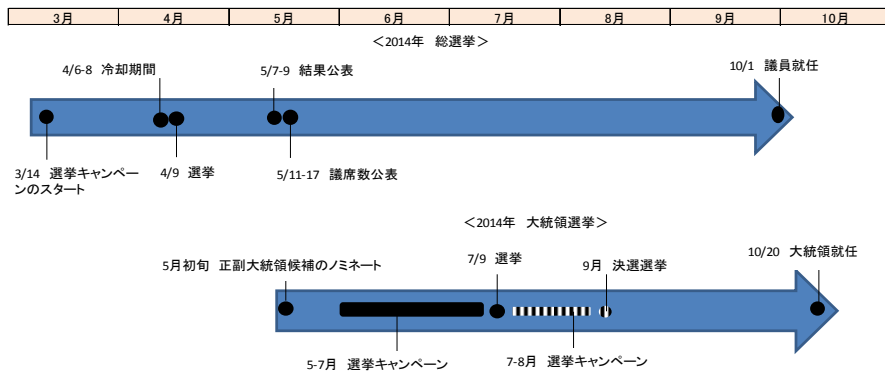 3月 4月 5月 6月 7月 8月 10月
＜2014年 総選挙＞
4/6-8 冷却期間
5/7-9 結果公表
10/1 議員就任
3/14 選挙キャンペー
ンのスタート
4/9 選挙
5/11-17 議席数公表
＜2014年 大統領選挙＞
5月初旬 正副大統領候補のノミネート
7/9 選挙
9月 決選選挙
10/20 大統領就任
5-7月 選挙キャンペーン
7-8月 選挙キャンペーン